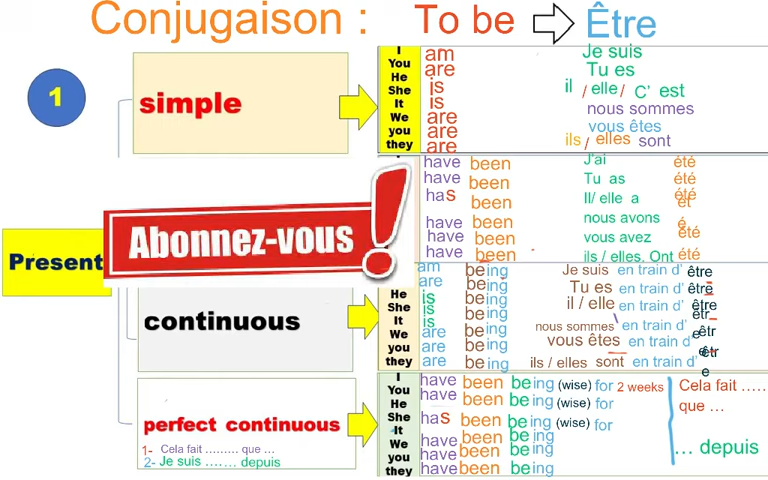 Conjugaison : To be Être
1
simple
I am Je suis
You are Tu es
He is il / elle / C' est
She is
It
We are nous sommes
you are vous êtes
they are ils / elles sont
have been J'ai été
have been Tu as été
has been Il/ elle a été ét é
have been nous avons
have been vous avez été
have been ils / elles. Ont été
Abonnez-vous !
Present
continuous
am being Je suis en train d' être
are being Tu es en train d' être
He is being il / elle en train d' être
She is
It is being nous sommes en train d' êtr e
We are being
you are being vous êtes en train d' êtr
they are being ils / elles sont en train d' êtr e
perfect continuous
1- Cela fait ......... que ...
2- Je suis ....... depuis
I have been being (wise) for 2 weeks Cela fait .....
You have been being (wise) for que ...
He
She has been being (wise) for
It
We have been being
you have been being ... depuis
they have been being